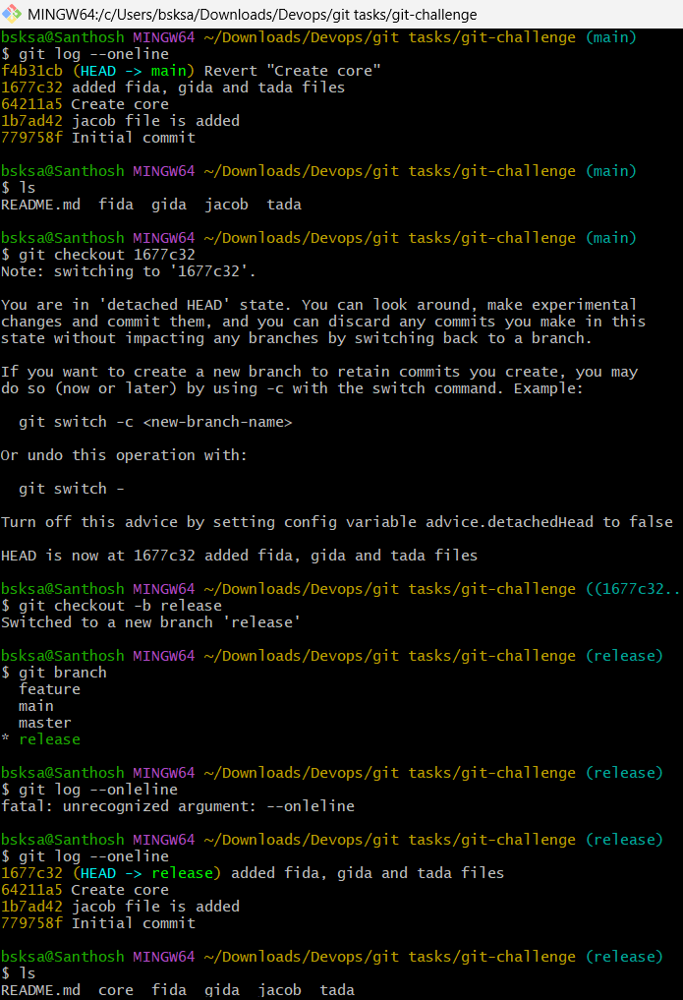 MINGW64:/c/Users/bsksa/Downloads/Devops/git tasks/git-challenge
bsksa@Santhosh MINGW64 ~/Downloads/Devops/git tasks/git-challenge (main)
$ git log --oneline
f4b31cb (HEAD -> main) Revert "Create core"
1677c32 added fida, gida and tada files
64211a5 Create core
1b7ad42 jacob file is added
779758f Initial commit
bsksa@Santhosh MINGW64 ~/Downloads/Devops/git tasks/git-challenge (main)
$ ls
README.md  fida  gida  jacob  tada
bsksa@Santhosh MINGW64 ~/Downloads/Devops/git tasks/git-challenge (main)
$ git checkout 1677c32
Note: switching to '1677c32'.
You are in 'detached HEAD' state. You can look around, make experimental
changes and commit them, and you can discard any commits you make in this
state without impacting any branches by switching back to a branch.
If you want to create a new branch to retain commits you create, you may
do so (now or later) by using -c with the switch command. Example:
  git switch -c <new-branch-name>
Or undo this operation with:
  git switch -
Turn off this advice by setting config variable advice.detachedHead to false
HEAD is now at 1677c32 added fida, gida and tada files
bsksa@Santhosh MINGW64 ~/Downloads/Devops/git tasks/git-challenge ((1677c32..
$ git checkout -b release
Switched to a new branch 'release'
bsksa@Santhosh MINGW64 ~/Downloads/Devops/git tasks/git-challenge (release)
$ git branch
  feature
  main
  master
* release
bsksa@Santhosh MINGW64 ~/Downloads/Devops/git tasks/git-challenge (release)
$ git log --onleline
fatal: unrecognized argument: --onleline
bsksa@Santhosh MINGW64 ~/Downloads/Devops/git tasks/git-challenge (release)
$ git log --oneline
1677c32 (HEAD -> release) added fida, gida and tada files
64211a5 Create core
1b7ad42 jacob file is added
779758f Initial commit
bsksa@Santhosh MINGW64 ~/Downloads/Devops/git tasks/git-challenge (release)
$ ls
README.md  core  fida  gida  jacob  tada